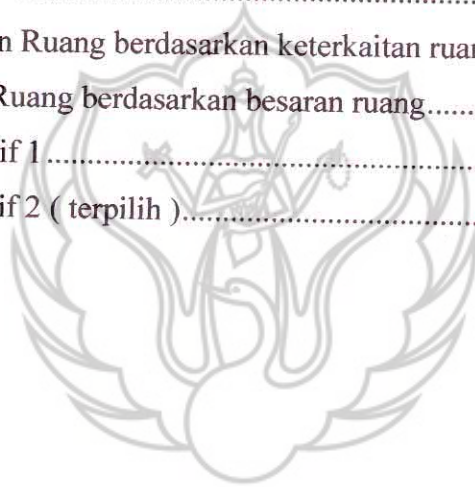 .......................................
n Ruang berdasarkan keterkaitan ruan
Ruang berdasarkan besaran ruang......
if 1.......................................................
if 2 ( terpilih )......................................